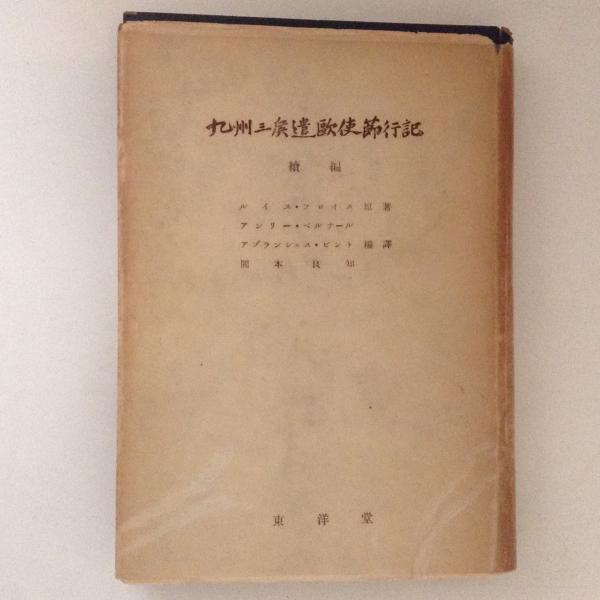 九州三侯遣歐使節行記
續編
ルイス・フロイス 原著
アンリー・ベルナール
アブランシェス・ピント 編譯
岡本良知
東洋堂